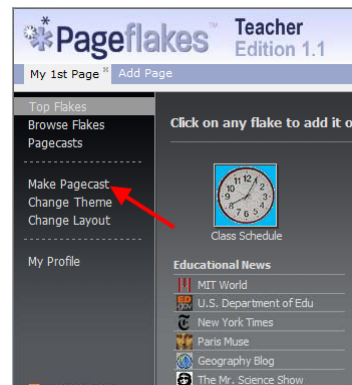 Pageflakes™ Teacher
Edition 1.1
My 1st Page × Add Page
Top Flakes
Browse Flakes
Pagecasts
Make Pagecast
Change Theme
Change Layout
My Profile
Click on any flake to add it o
Class Schedule
Educational News
MIT World
U.S. Department of Edu
New York Times
Paris Muse
Geography Blog
The Mr. Science Show